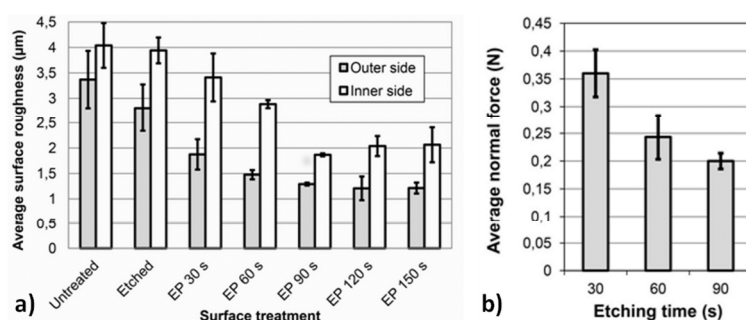 4,5
4
3,5
3
2,5
2
1,5
1
0,5
0
Average surface roughness (µm)
Outer side
Inner side
Untreated
Etched
EP 30 s
EP 60 s
EP 90 s
EP 120 s
EP 150 s
Surface treatment
a)
0,45
0,4
0,35
0,3
0,25
0,2
0,15
0,1
0,05
0
Average normal force (N)
30 60 90
Etching time (s)
b)